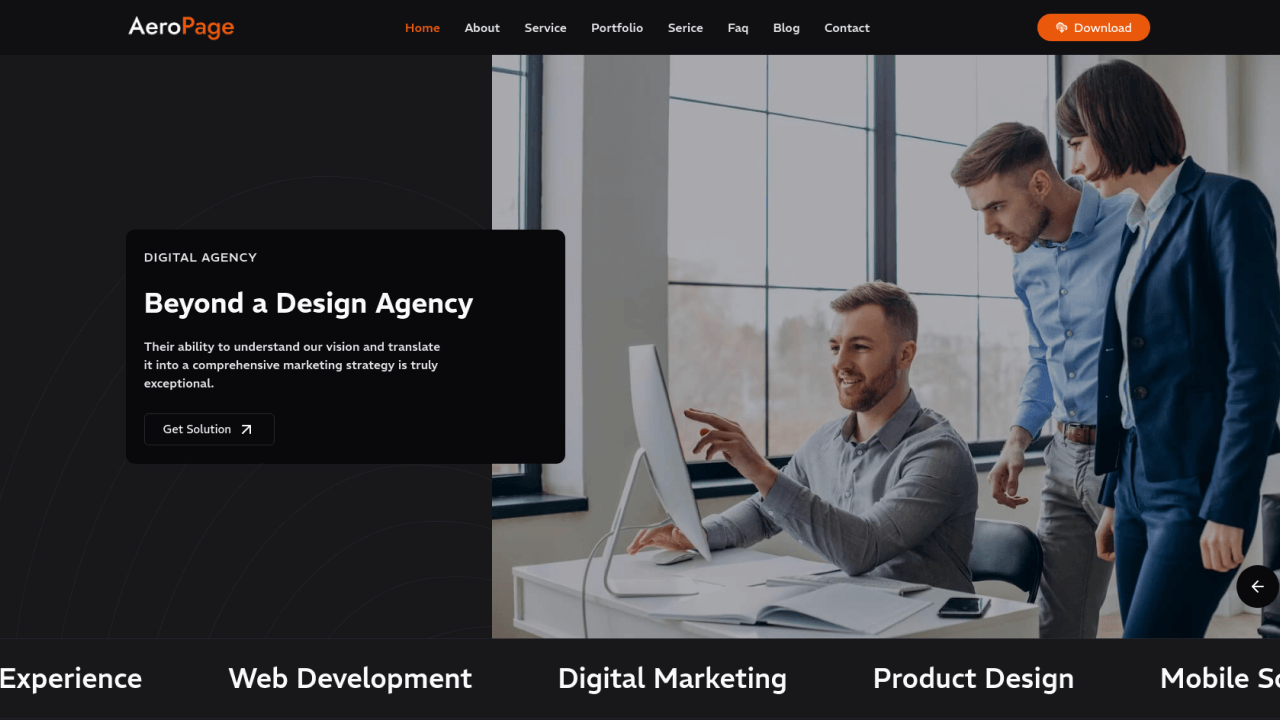 AeroPage
Home About Service Portfolio Serice Faq Blog Contact
Download
DIGITAL AGENCY
Beyond a Design Agency
Their ability to understand our vision and translate
it into a comprehensive marketing strategy is truly
exceptional.
Get Solution
Experience Web Development Digital Marketing Product Design Mobile